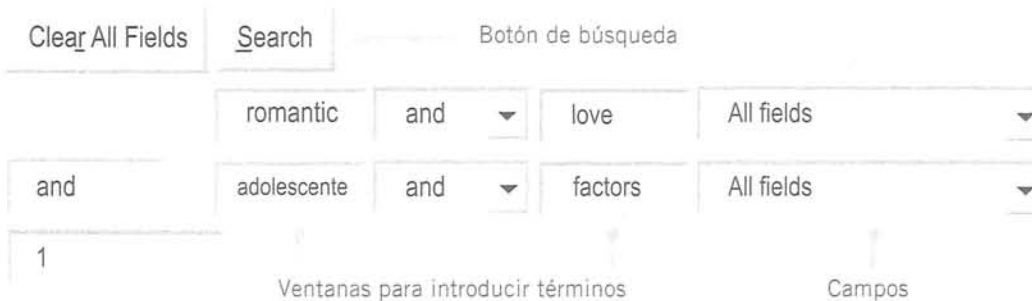 Clear All Fields Search Botón de búsqueda
romantic and love All fields
and adolescente and factors All fields
1
Ventanas para introducir términos Campos